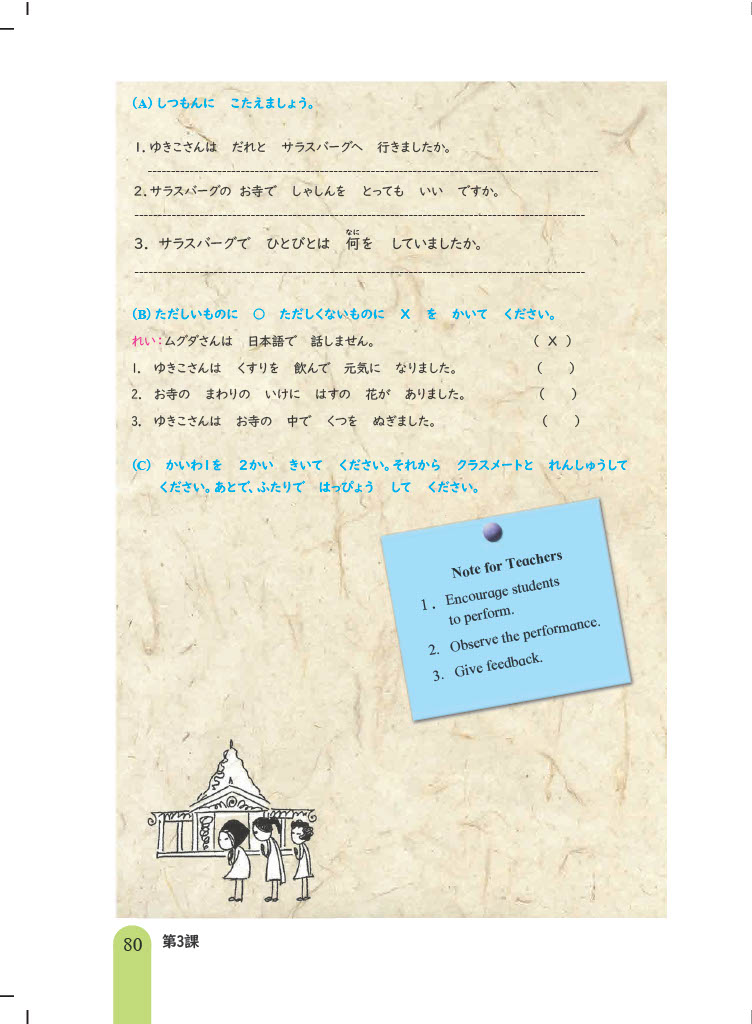 (A) しつもんに　こたえましょう。
1. ゆきこさんは　だれと　サラスバーグへ　行きましたか。
2. サラスバーグの　お寺で　しゃしんを　とっても　いい　ですか。
3. サラスバーグで　ひとびとは　何を　していましたか。
なに
(B) ただしいものに　〇　ただしくないものに　X　を　かいて　ください。
れい：ムグダさんは　日本語で　話しません。 ( X )
1. ゆきこさんは　くすりを　飲んで　元気に　なりました。 (　　)
2. お寺の　まわりの　いけに　はすの　花が　ありました。 (　　)
3. ゆきこさんは　お寺の　中で　くつを　ぬぎました。 (　　)
(C) かいわ1を　2かい　きいて　ください。それから　クラスメートと　れんしゅうして
ください。あとで、ふたりで　はっぴょう　して　ください。
Note for Teachers
1. Encourage students
to perform.
2. Observe the performance.
3. Give feedback.
80 第3課